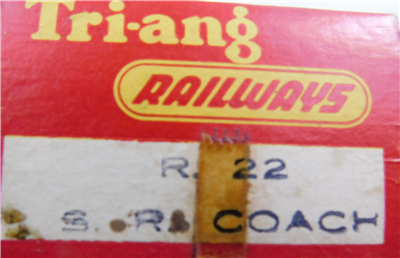 Tri-ang
RAILWAYS
R. 22
S. R. COACH